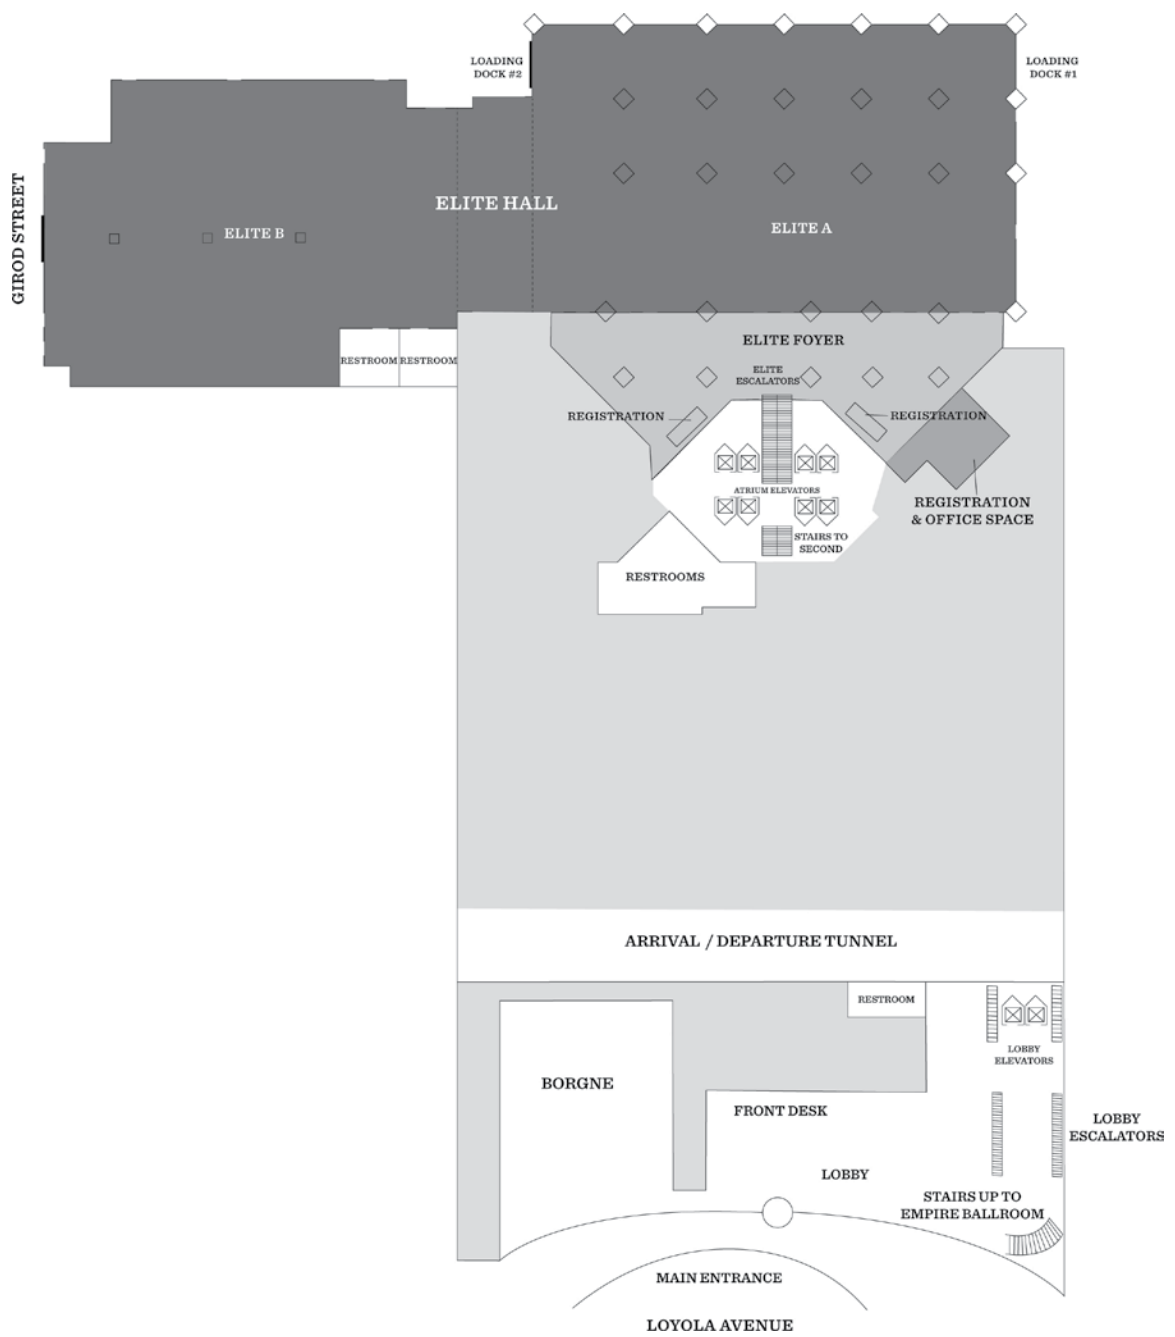 LOADING
DOCK #2
LOADING
DOCK #1
GIROD STREET
ELITE HALL
ELITE B
ELITE A
RESTROOM
RESTROOM
ELITE FOYER
ELITE
ESCALATORS
REGISTRATION
REGISTRATION
ATRIUM ELEVATORS
REGISTRATION
& OFFICE SPACE
STAIRS TO
SECOND
RESTROOMS
ARRIVAL / DEPARTURE TUNNEL
RESTROOM
LOBBY
ELEVATORS
BORGNE
FRONT DESK
LOBBY
ESCALATORS
LOBBY
STAIRS UP TO
EMPIRE BALLROOM
MAIN ENTRANCE
LOYOLA AVENUE